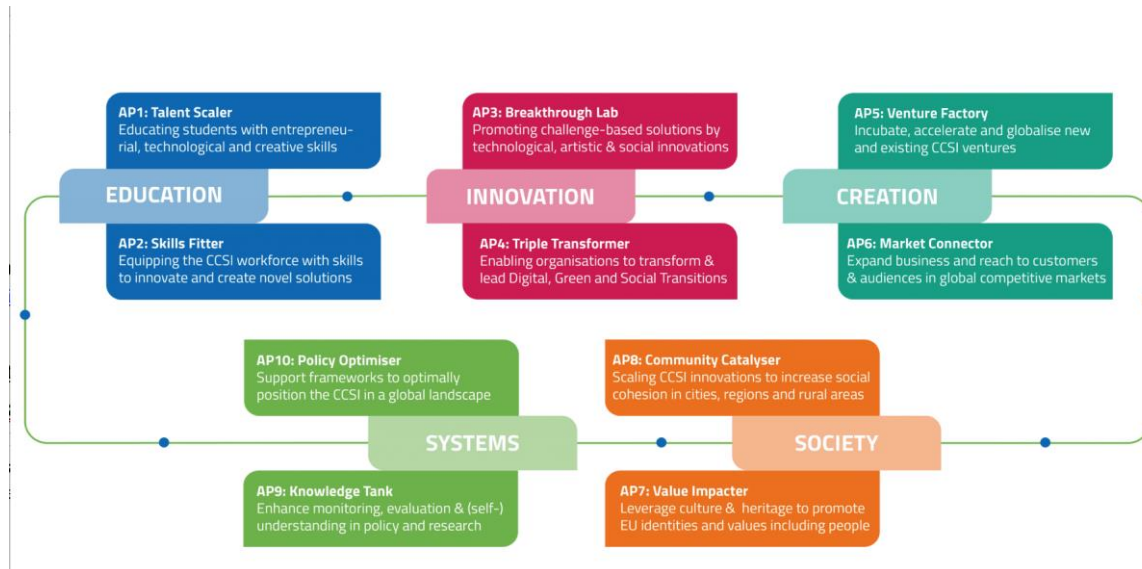 AP1: Talent Scaler
Educating students with entrepreneu-
rial, technological and creative skills
EDUCATION
AP2: Skills Fitter
Equipping the CCSI workforce with skills
to innovate and create novel solutions
AP3: Breakthrough Lab
Promoting challenge-based solutions by
technological, artistic & social innovations
INNOVATION
AP4: Triple Transformer
Enabling organisations to transform &
lead Digital, Green and Social Transitions
AP5: Venture Factory
Incubate, accelerate and globalise new
and existing CCSI ventures
CREATION
AP6: Market Connector
Expand business and reach to customers
& audiences in global competitive markets
AP10: Policy Optimiser
Support frameworks to optimally
position the CCSI in a global landscape
SYSTEMS
AP9: Knowledge Tank
Enhance monitoring, evaluation & (self-)
understanding in policy and research
AP8: Community Catalyser
Scaling CCSI innovations to increase social
cohesion in cities, regions and rural areas
SOCIETY
AP7: Value Impacter
Leverage culture & heritage to promote
EU identities and values including people